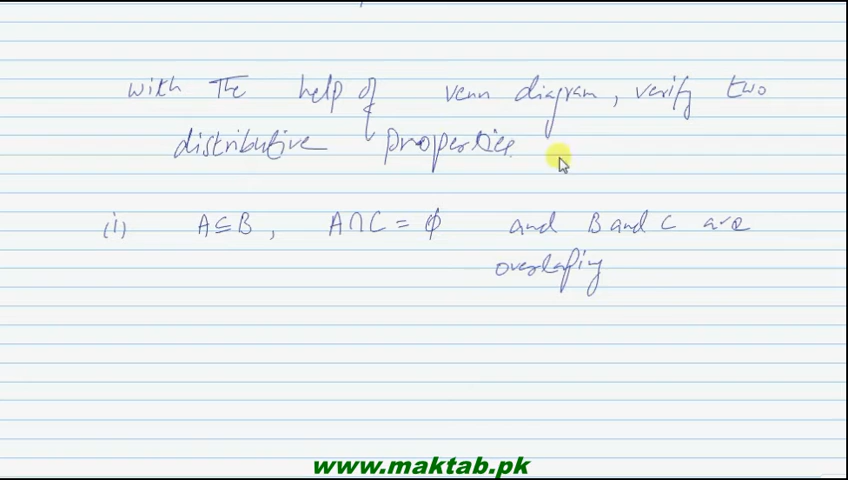 with The help of venn diagram, verify two
distributive properties.
(i) A⊆B, A∩C = ϕ and B and C are
overlaping
www.maktab.pk